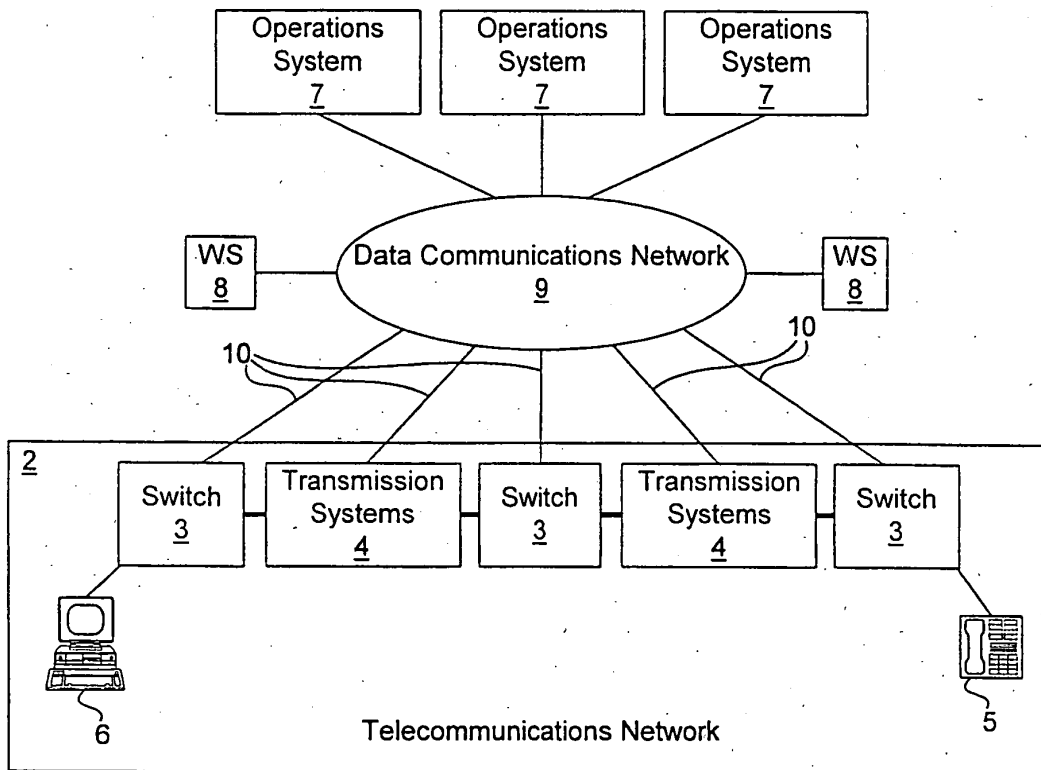 Operations
System
7
Operations
System
7
Operations
System
7
WS
8
Data Communications Network
9
WS
8
10
10
2
Switch
3
Transmission
Systems
4
Switch
3
Transmission
Systems
4
Switch
3
6
5
Telecommunications Network